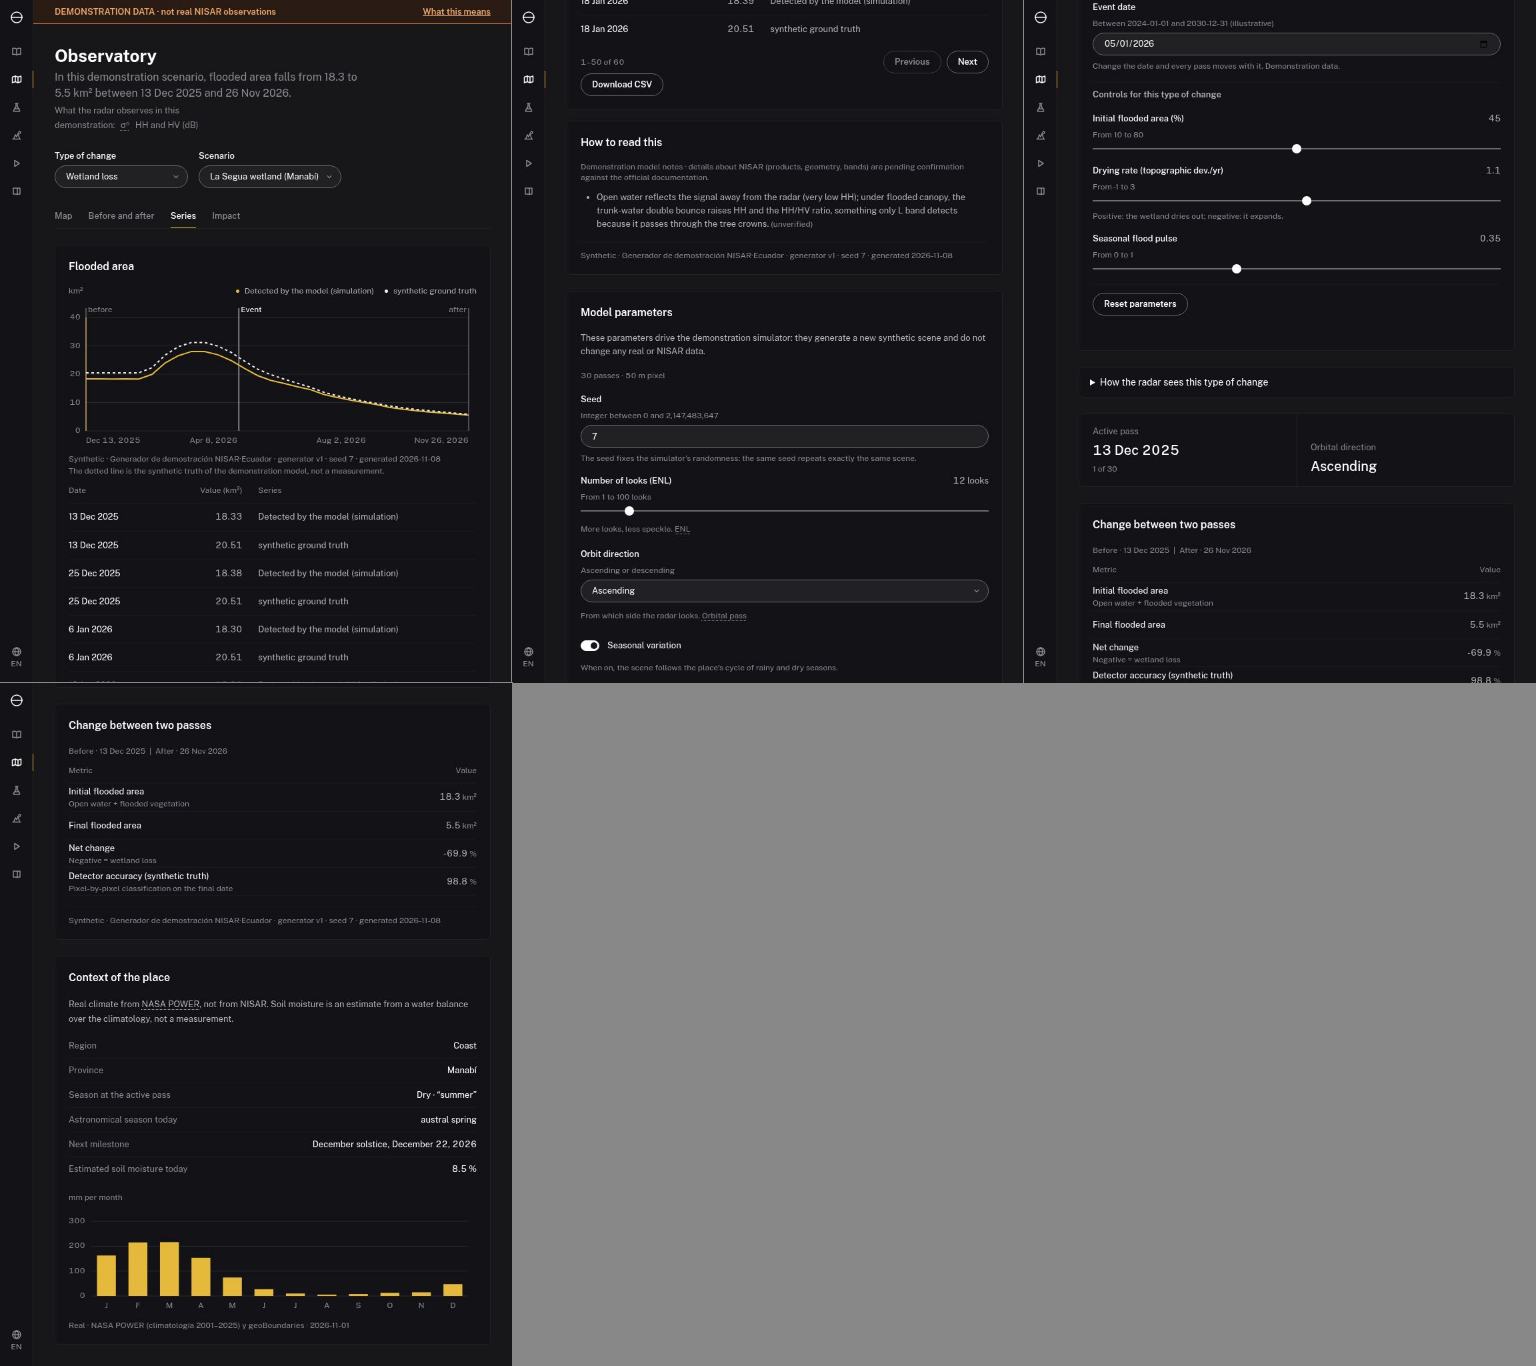 DEMONSTRATION DATA · not real NISAR observations
What this means
Observatory
In this demonstration scenario, flooded area falls from 18.3 to
5.5 km² between 13 Dec 2025 and 26 Nov 2026.
What the radar observes in this
demonstration: σ° HH and HV (dB)
Type of change
Scenario
Wetland loss
La Segua wetland (Manabí)
Map
Before and after
Series
Impact
Flooded area
km²
Detected by the model (simulation)
synthetic ground truth
before
Event
after
40
30
20
10
0
Dec 13, 2025
Apr 6, 2026
Aug 2, 2026
Nov 26, 2026
Synthetic · Generador de demostración NISAR-Ecuador · generator v1 · seed 7 · generated 2026-11-08
The dotted line is the synthetic truth of the demonstration model, not a measurement.
Date Value (km²) Series
13 Dec 2025 18.33 Detected by the model (simulation)
13 Dec 2025 20.51 synthetic ground truth
25 Dec 2025 18.38 Detected by the model (simulation)
25 Dec 2025 20.51 synthetic ground truth
6 Jan 2026 18.30 Detected by the model (simulation)
6 Jan 2026 20.51 synthetic ground truth
EN
18 Jan 2026 18.39 Detected by the model (simulation)
18 Jan 2026 20.51 synthetic ground truth
1–50 of 60
Previous
Next
Download CSV
How to read this
Demonstration model notes · details about NISAR (products, geometry, bands) are pending confirmation
against the official documentation.
• Open water reflects the signal away from the radar (very low HH); under flooded canopy, the
trunk-water double bounce raises HH and the HH/HV ratio, something only L band detects
because it passes through the tree crowns. (unverified)
Synthetic · Generador de demostración NISAR-Ecuador · generator v1 · seed 7 · generated 2026-11-08
Model parameters
These parameters drive the demonstration simulator: they generate a new synthetic scene and do not
change any real or NISAR data.
30 passes · 50 m pixel
Seed
Integer between 0 and 2,147,483,647
7
The seed fixes the simulator's randomness: the same seed repeats exactly the same scene.
Number of looks (ENL)
12 looks
From 1 to 100 looks
More looks, less speckle. ENL
Orbit direction
Ascending or descending
Ascending
From which side the radar looks. Orbital pass
Seasonal variation
When on, the scene follows the place's cycle of rainy and dry seasons.
EN
Event date
Between 2024-01-01 and 2030-12-31 (illustrative)
05/01/2026
Change the date and every pass moves with it. Demonstration data.
Controls for this type of change
Initial flooded area (%)
45
From 10 to 80
Drying rate (topographic dev./yr)
1.1
From -1 to 3
Positive: the wetland dries out; negative: it expands.
Seasonal flood pulse
0.35
From 0 to 1
Reset parameters
How the radar sees this type of change
Active pass
13 Dec 2025
1 of 30
Orbital direction
Ascending
Change between two passes
Before · 13 Dec 2025 | After · 26 Nov 2026
Metric
Value
Initial flooded area
Open water + flooded vegetation
18.3 km²
Final flooded area
5.5 km²
Net change
Negative = wetland loss
-69.9 %
Detector accuracy (synthetic truth)
98.8 %
EN
Change between two passes
Before · 13 Dec 2025 | After · 26 Nov 2026
Metric
Value
Initial flooded area
Open water + flooded vegetation
18.3 km²
Final flooded area
5.5 km²
Net change
Negative = wetland loss
-69.9 %
Detector accuracy (synthetic truth)
Pixel-by-pixel classification on the final date
98.8 %
Synthetic · Generador de demostración NISAR-Ecuador · generator v1 · seed 7 · generated 2026-11-08
Context of the place
Real climate from NASA POWER, not from NISAR. Soil moisture is an estimate from a water balance
over the climatology, not a measurement.
Region
Coast
Province
Manabí
Season at the active pass
Dry · "summer"
Astronomical season today
austral spring
Next milestone
December solstice, December 22, 2026
Estimated soil moisture today
8.5 %
mm per month
300
200
100
0
J F M A M J J A S O N D
Real · NASA POWER (climatología 2001–2025) y geoBoundaries · 2026-11-01
EN